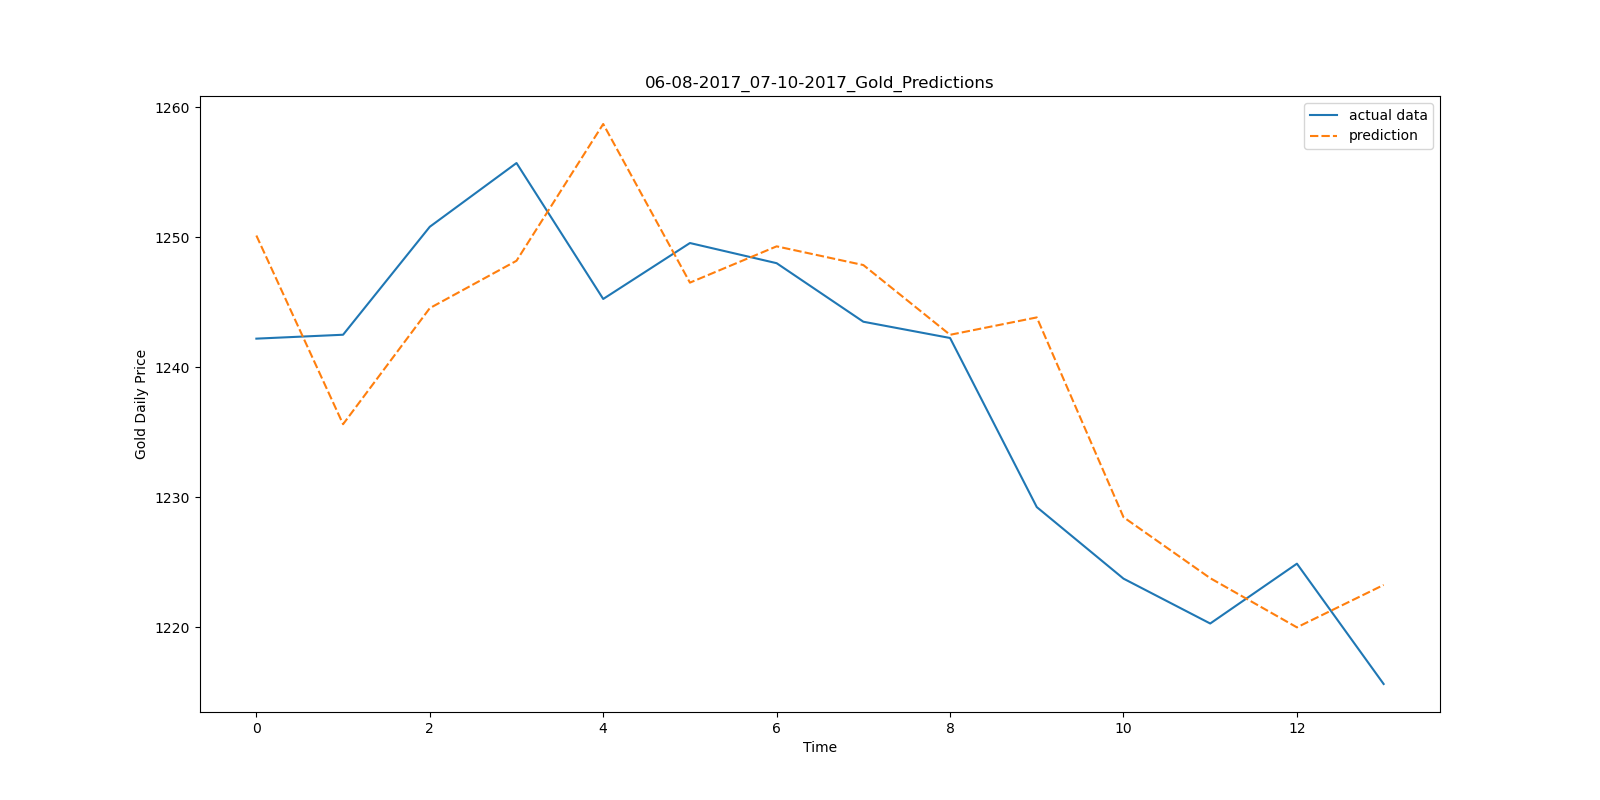 06-08-2017_07-10-2017_Gold_Predictions
actual data
prediction
1260
1250
1240
1230
1220
Gold Daily Price
0 2 4 6 8 10 12
Time